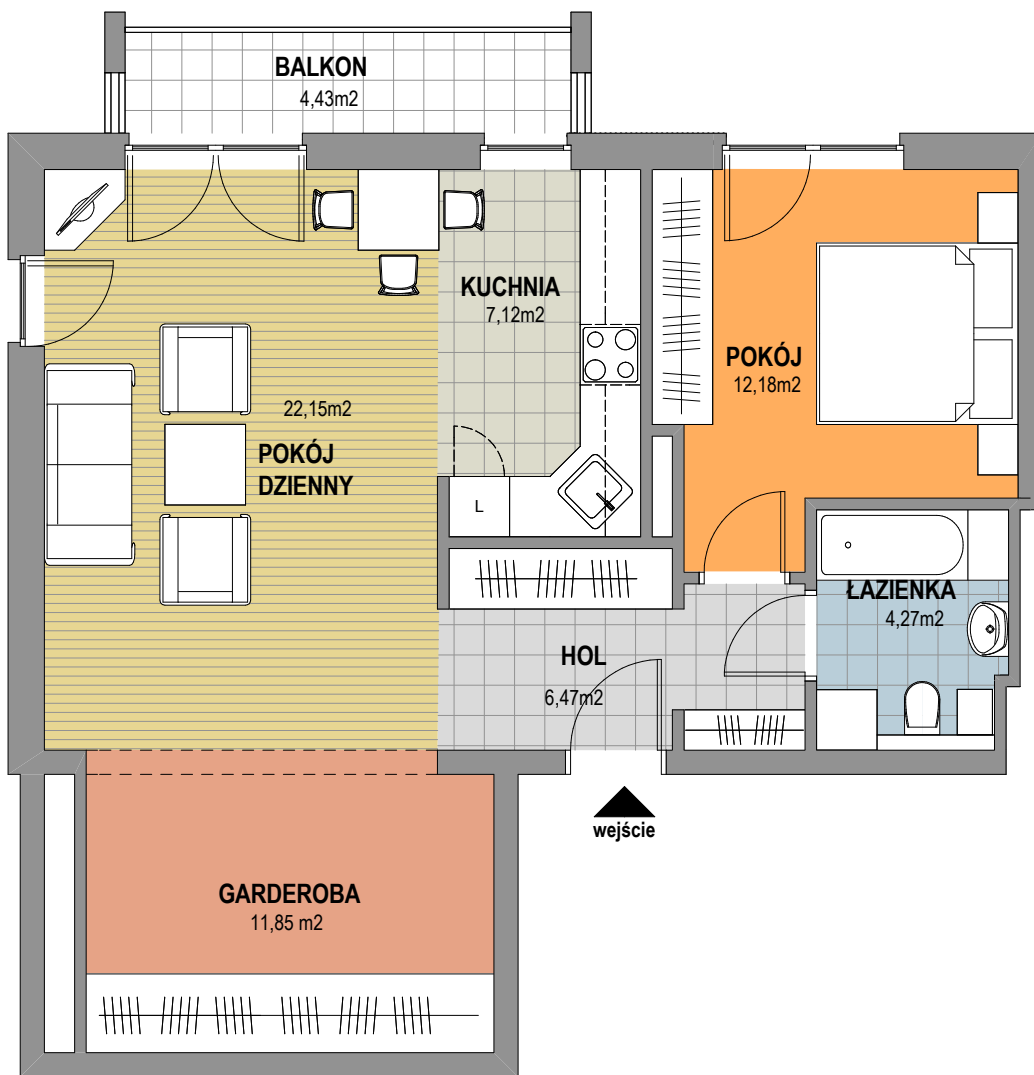 BALKON
4,43m2
KUCHNIA
7,12m2
POKÓJ
12,18m2
22,15m2
POKÓJ
DZIENNY
L
ŁAZIENKA
4,27m2
HOL
6,47m2
wejście
GARDEROBA
11,85 m2